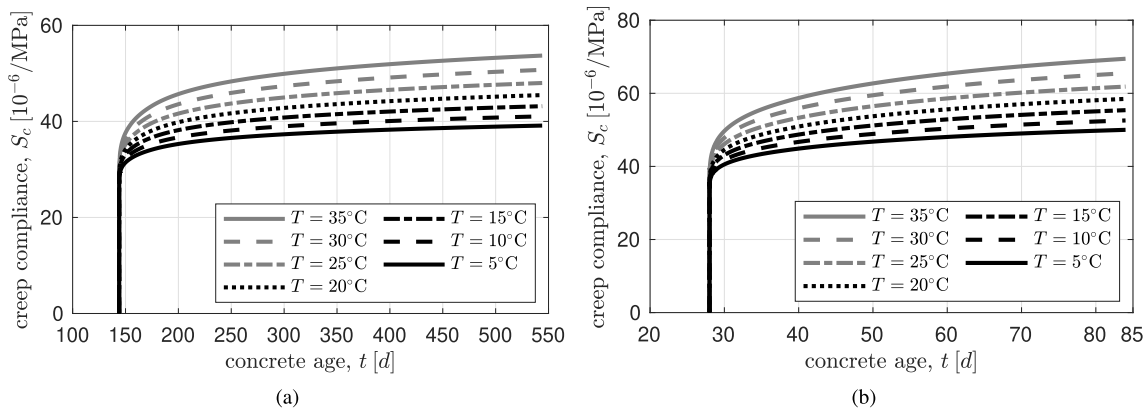 creep compliance, S_c [10^{-6}/MPa]
60
40
20
0
T = 35°C
T = 30°C
T = 25°C
T = 20°C
T = 15°C
T = 10°C
T = 5°C
100 150 200 250 300 350 400 450 500 550
concrete age, t [d]
(a)
creep compliance, S_c [10^{-6}/MPa]
80
60
40
20
0
T = 35°C
T = 30°C
T = 25°C
T = 20°C
T = 15°C
T = 10°C
T = 5°C
20 30 40 50 60 70 80 85
concrete age, t [d]
(b)